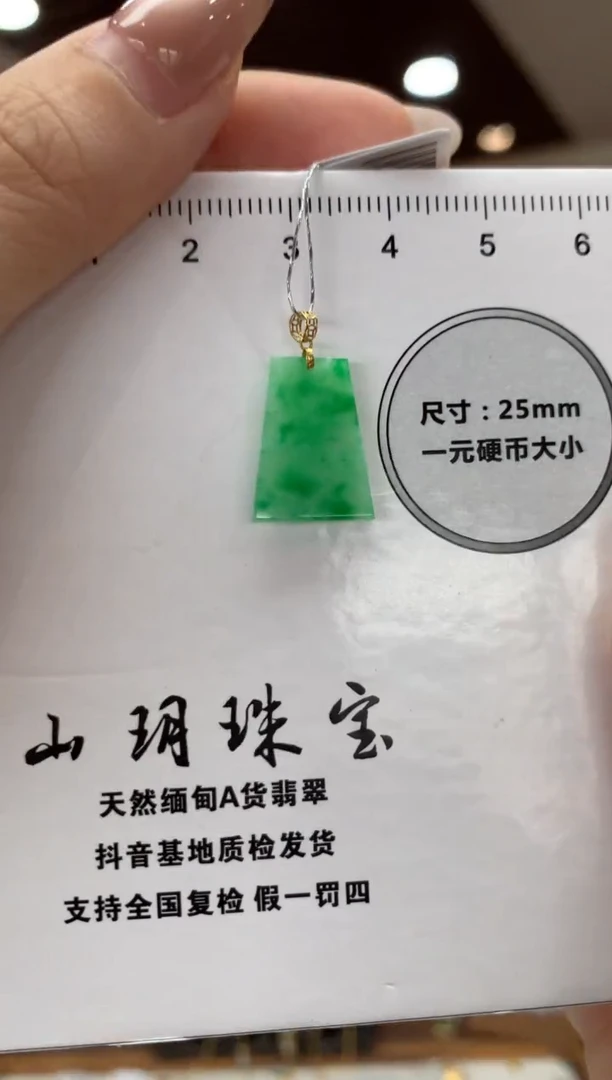 2 3 4 5 6
尺寸：25mm
一元硬币大小
山玥珠宝
天然缅甸A货翡翠
抖音基地质检发货
支持全国复检 假一罚四